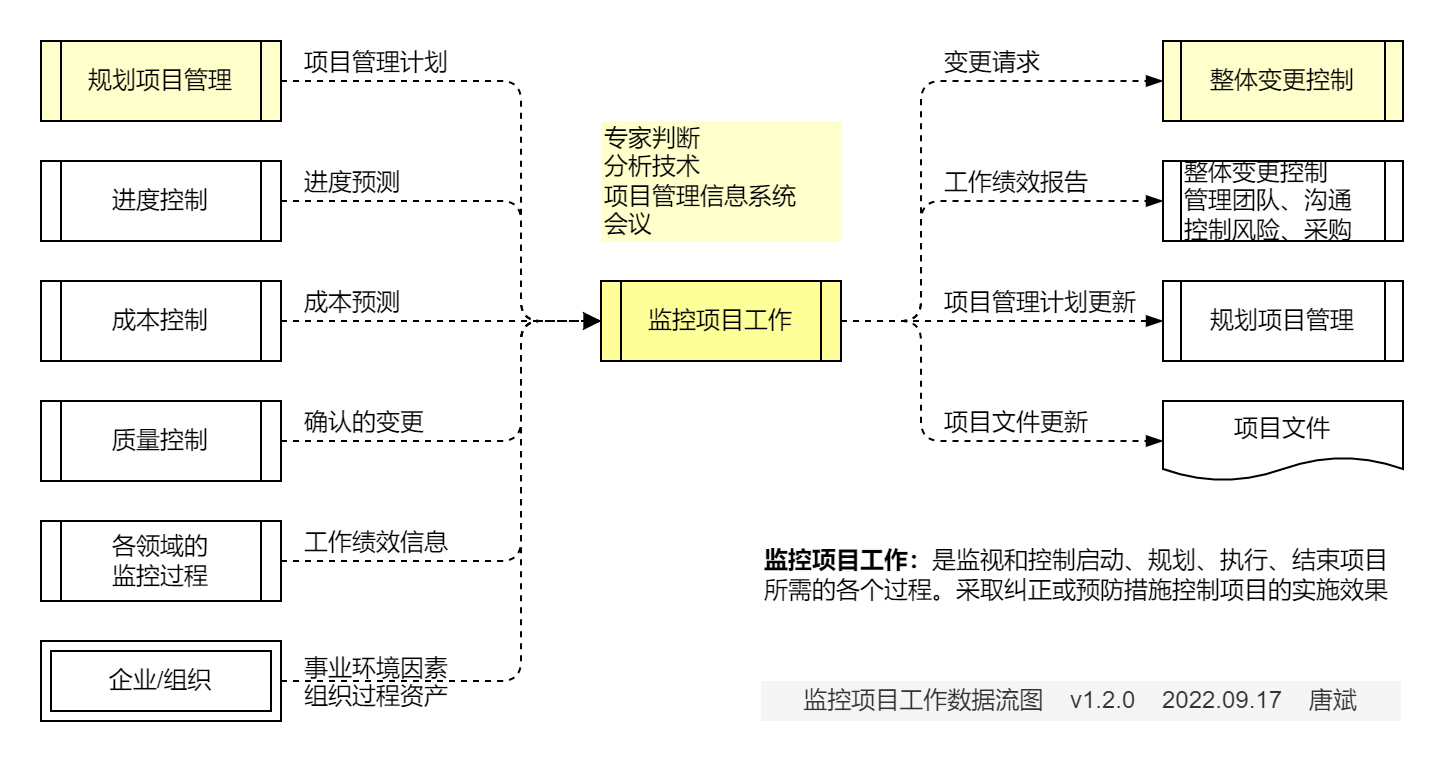 规划项目管理
项目管理计划
进度控制
进度预测
成本控制
成本预测
质量控制
确认的变更
各领域的
监控过程
工作绩效信息
企业/组织
事业环境因素
组织过程资产
专家判断
分析技术
项目管理信息系统
会议
监控项目工作
变更请求
整体变更控制
工作绩效报告
整体变更控制
管理团队、沟通
控制风险、采购
项目管理计划更新
规划项目管理
项目文件更新
项目文件
监控项目工作：是监视和控制启动、规划、执行、结束项目
所需的各个过程。采取纠正或预防措施控制项目的实施效果
监控项目工作数据流图 v1.2.0 2022.09.17 唐斌